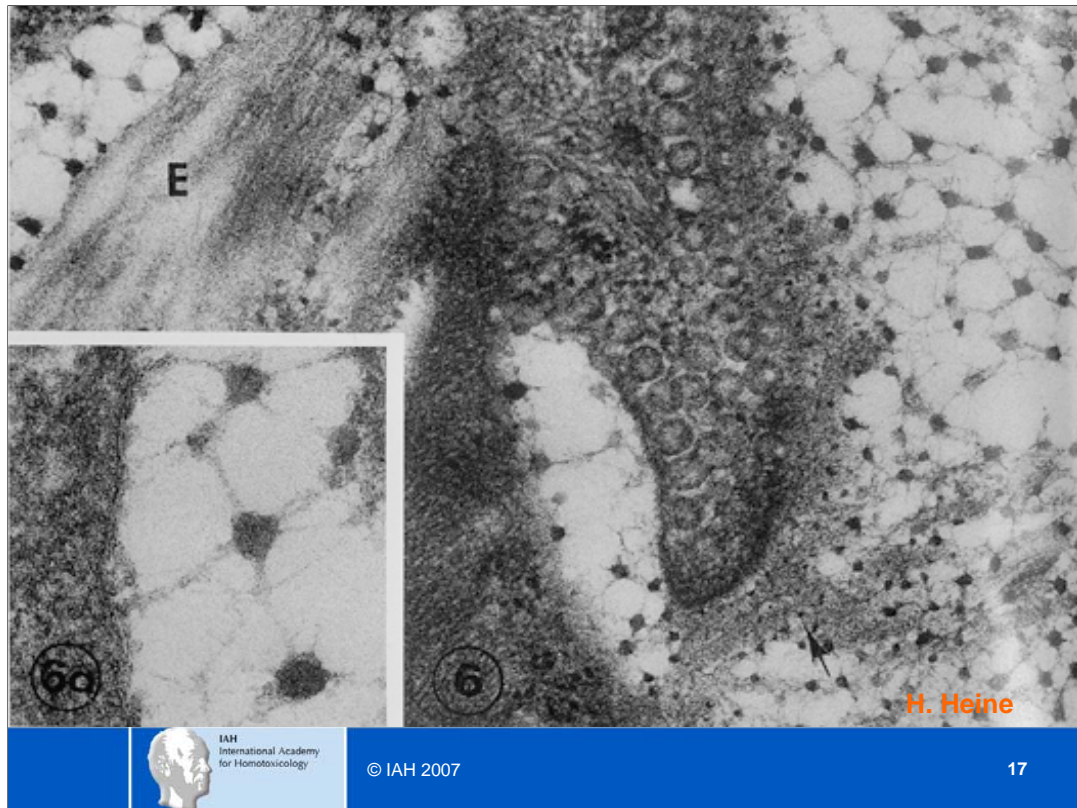 E
6a
6
H. Heine
IAH
International Academy
for Homotoxicology
© IAH 2007
17